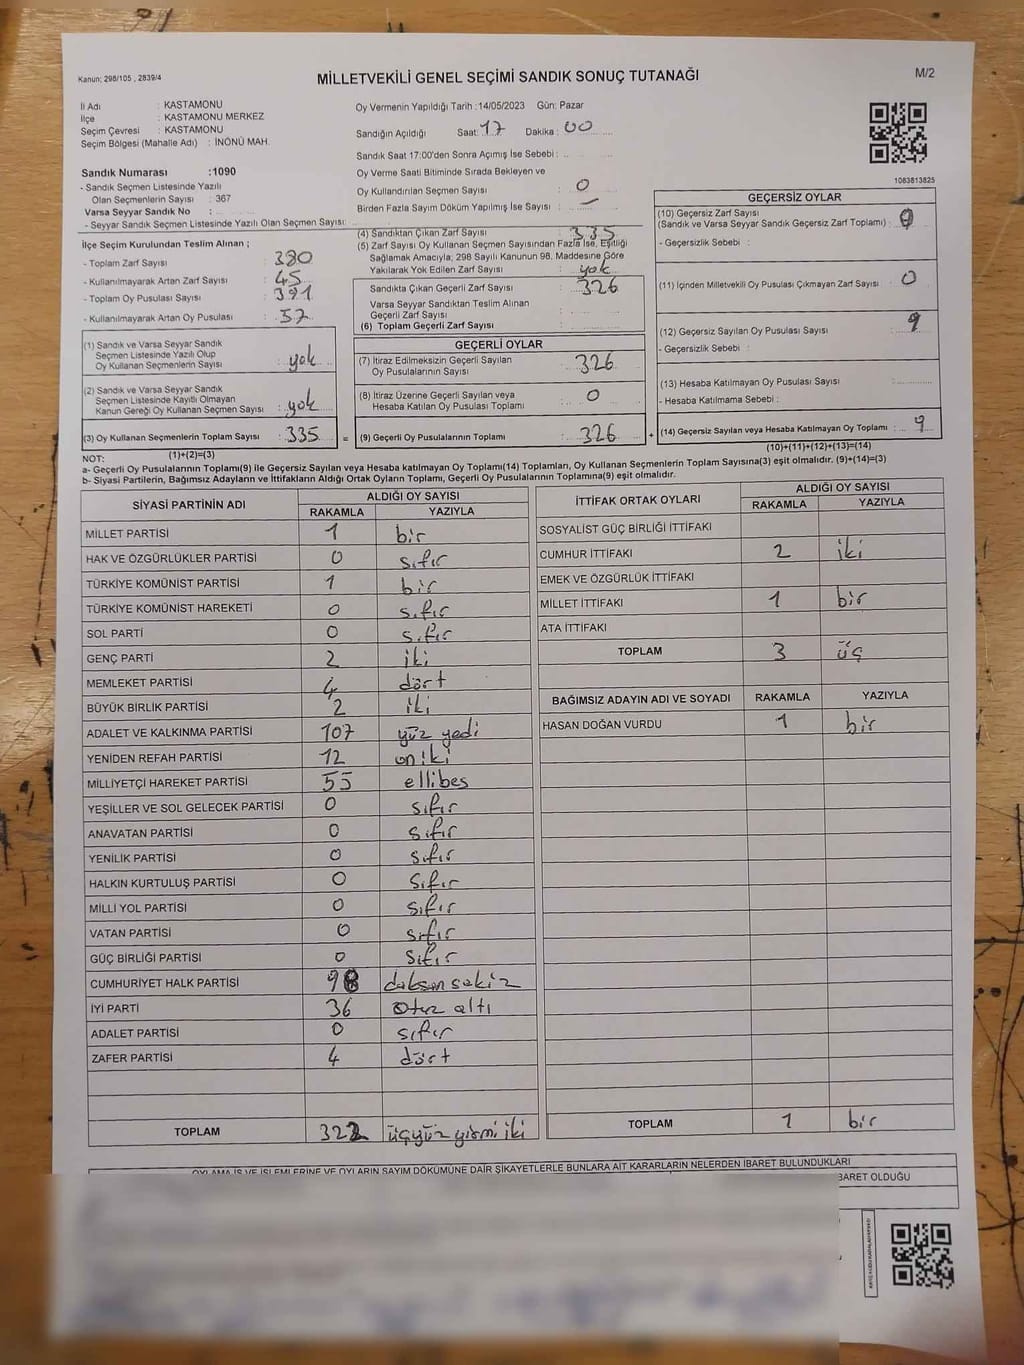 Kanun; 298/105 , 2839/4
MİLLETVEKİLİ GENEL SEÇİMİ SANDIK SONUÇ TUTANAĞI
M/2
İl Adı : KASTAMONU
İlçe : KASTAMONU MERKEZ
Seçim Çevresi : KASTAMONU
Seçim Bölgesi (Mahalle Adı) : İNÖNÜ MAH.
Sandık Numarası :1090
- Sandık Seçmen Listesinde Yazılı
Olan Seçmenlerin Sayısı : 367
Varsa Seyyar Sandık No :
- Seyyar Sandık Seçmen Listesinde Yazılı Olan Seçmen Sayısı:
Oy Vermenin Yapıldığı Tarih :14/05/2023 Gün: Pazar
Sandığın Açıldığı Saat: 17 Dakika : 00
Sandık Saat 17:00'den Sonra Açımış İse Sebebi :
Oy Verme Saati Bitiminde Sırada Bekleyen ve
Oy Kullandırılan Seçmen Sayısı : 0
Birden Fazla Sayım Döküm Yapılmış İse Sayısı : –
1083813825
İlçe Seçim Kurulundan Teslim Alınan ;
- Toplam Zarf Sayısı : 380
- Kullanılmayarak Artan Zarf Sayısı : 45
- Toplam Oy Pusulası Sayısı : 391
- Kullanılmayarak Artan Oy Pusulası : 57
(1) Sandık ve Varsa Seyyar Sandık
Seçmen Listesinde Yazılı Olup
Oy Kullanan Seçmenlerin Sayısı : yok
(2) Sandık ve Varsa Seyyar Sandık
Seçmen Listesinde Kayıtlı Olmayan
Kanun Gereği Oy Kullanan Seçmen Sayısı : yok
(3) Oy Kullanan Seçmenlerin Toplam Sayısı : 335 =
(1)+(2)=(3)
(4) Sandıktan Çıkan Zarf Sayısı : 335
(5) Zarf Sayısı Oy Kullanan Seçmen Sayısından Fazla İse, Eşitliği
Sağlamak Amacıyla; 298 Sayılı Kanunun 98. Maddesine Göre
Yakılarak Yok Edilen Zarf Sayısı : yok
Sandıkta Çıkan Geçerli Zarf Sayısı : 326
Varsa Seyyar Sandıktan Teslim Alınan
Geçerli Zarf Sayısı :
(6) Toplam Geçerli Zarf Sayısı :
GEÇERLİ OYLAR
(7) İtiraz Edilmeksizin Geçerli Sayılan
Oy Pusulalarının Sayısı : 326
(8) İtiraz Üzerine Geçerli Sayılan veya
Hesaba Katılan Oy Pusulası Toplamı : 0
(9) Geçerli Oy Pusulalarının Toplamı : 326 +
GEÇERSİZ OYLAR
(10) Geçersiz Zarf Sayısı
(Sandık ve Varsa Seyyar Sandık Geçersiz Zarf Toplamı) :
- Geçersizlik Sebebi :
(11) İçinden Milletvekili Oy Pusulası Çıkmayan Zarf Sayısı : 0
(12) Geçersiz Sayılan Oy Pusulası Sayısı : 9
- Geçersizlik Sebebi :
(13) Hesaba Katılmayan Oy Pusulası Sayısı :
- Hesaba Katılmama Sebebi :
(14) Geçersiz Sayılan veya Hesaba Katılmayan Oy Toplamı : 9
(10)+(11)+(12)+(13)=(14)
NOT:
a- Geçerli Oy Pusulalarının Toplamı(9) ile Geçersiz Sayılan veya Hesaba katılmayan Oy Toplamı(14) Toplamları, Oy Kullanan Seçmenlerin Toplam Sayısına(3) eşit olmalıdır. (9)+(14)=(3)
b- Siyasi Partilerin, Bağımsız Adayların ve İttifakların Aldığı Ortak Oyların Toplamı, Geçerli Oy Pusulalarının Toplamına(9) eşit olmalıdır.
SİYASİ PARTİNİN ADI ALDIĞI OY SAYISI
RAKAMLA YAZIYLA
MİLLET PARTİSİ 1 bir
HAK VE ÖZGÜRLÜKLER PARTİSİ 0 sıfır
TÜRKİYE KOMÜNİST PARTİSİ 1 bir
TÜRKİYE KOMÜNİST HAREKETİ 0 sıfır
SOL PARTİ 0 sıfır
GENÇ PARTİ 2 iki
MEMLEKET PARTİSİ 4 dört
BÜYÜK BİRLİK PARTİSİ 2 iki
ADALET VE KALKINMA PARTİSİ 107 yüz yedi
YENİDEN REFAH PARTİSİ 12 on iki
MİLLİYETÇİ HAREKET PARTİSİ 55 ellibes
YEŞİLLER VE SOL GELECEK PARTİSİ 0 sıfır
ANAVATAN PARTİSİ 0 sıfır
YENİLİK PARTİSİ 0 sıfır
HALKIN KURTULUŞ PARTİSİ 0 sıfır
MİLLİ YOL PARTİSİ 0 sıfır
VATAN PARTİSİ 0 sıfır
GÜÇ BİRLİĞİ PARTİSİ 0 sıfır
CUMHURİYET HALK PARTİSİ 98 doksan sekiz
İYİ PARTİ 36 otuz altı
ADALET PARTİSİ 0 sıfır
ZAFER PARTİSİ 4 dört
TOPLAM 322 üçyüz yirmi iki
İTTİFAK ORTAK OYLARI ALDIĞI OY SAYISI
RAKAMLA YAZIYLA
SOSYALİST GÜÇ BİRLİĞİ İTTİFAKI
CUMHUR İTTİFAKI 2 iki
EMEK VE ÖZGÜRLÜK İTTİFAKI
MİLLET İTTİFAKI 1 bir
ATA İTTİFAKI
TOPLAM 3 üç
BAĞIMSIZ ADAYIN ADI VE SOYADI RAKAMLA YAZIYLA
HASAN DOĞAN VURDU 1 bir
TOPLAM 1 bir
OYLAMA İŞ VE İŞLEMLERİNE VE OYLARIN SAYIM DÖKÜMÜNE DAİR ŞİKAYETLERLE BUNLARA AİT KARARLARIN NELERDEN İBARET BULUNDUKLARI
BARET OLDUĞU